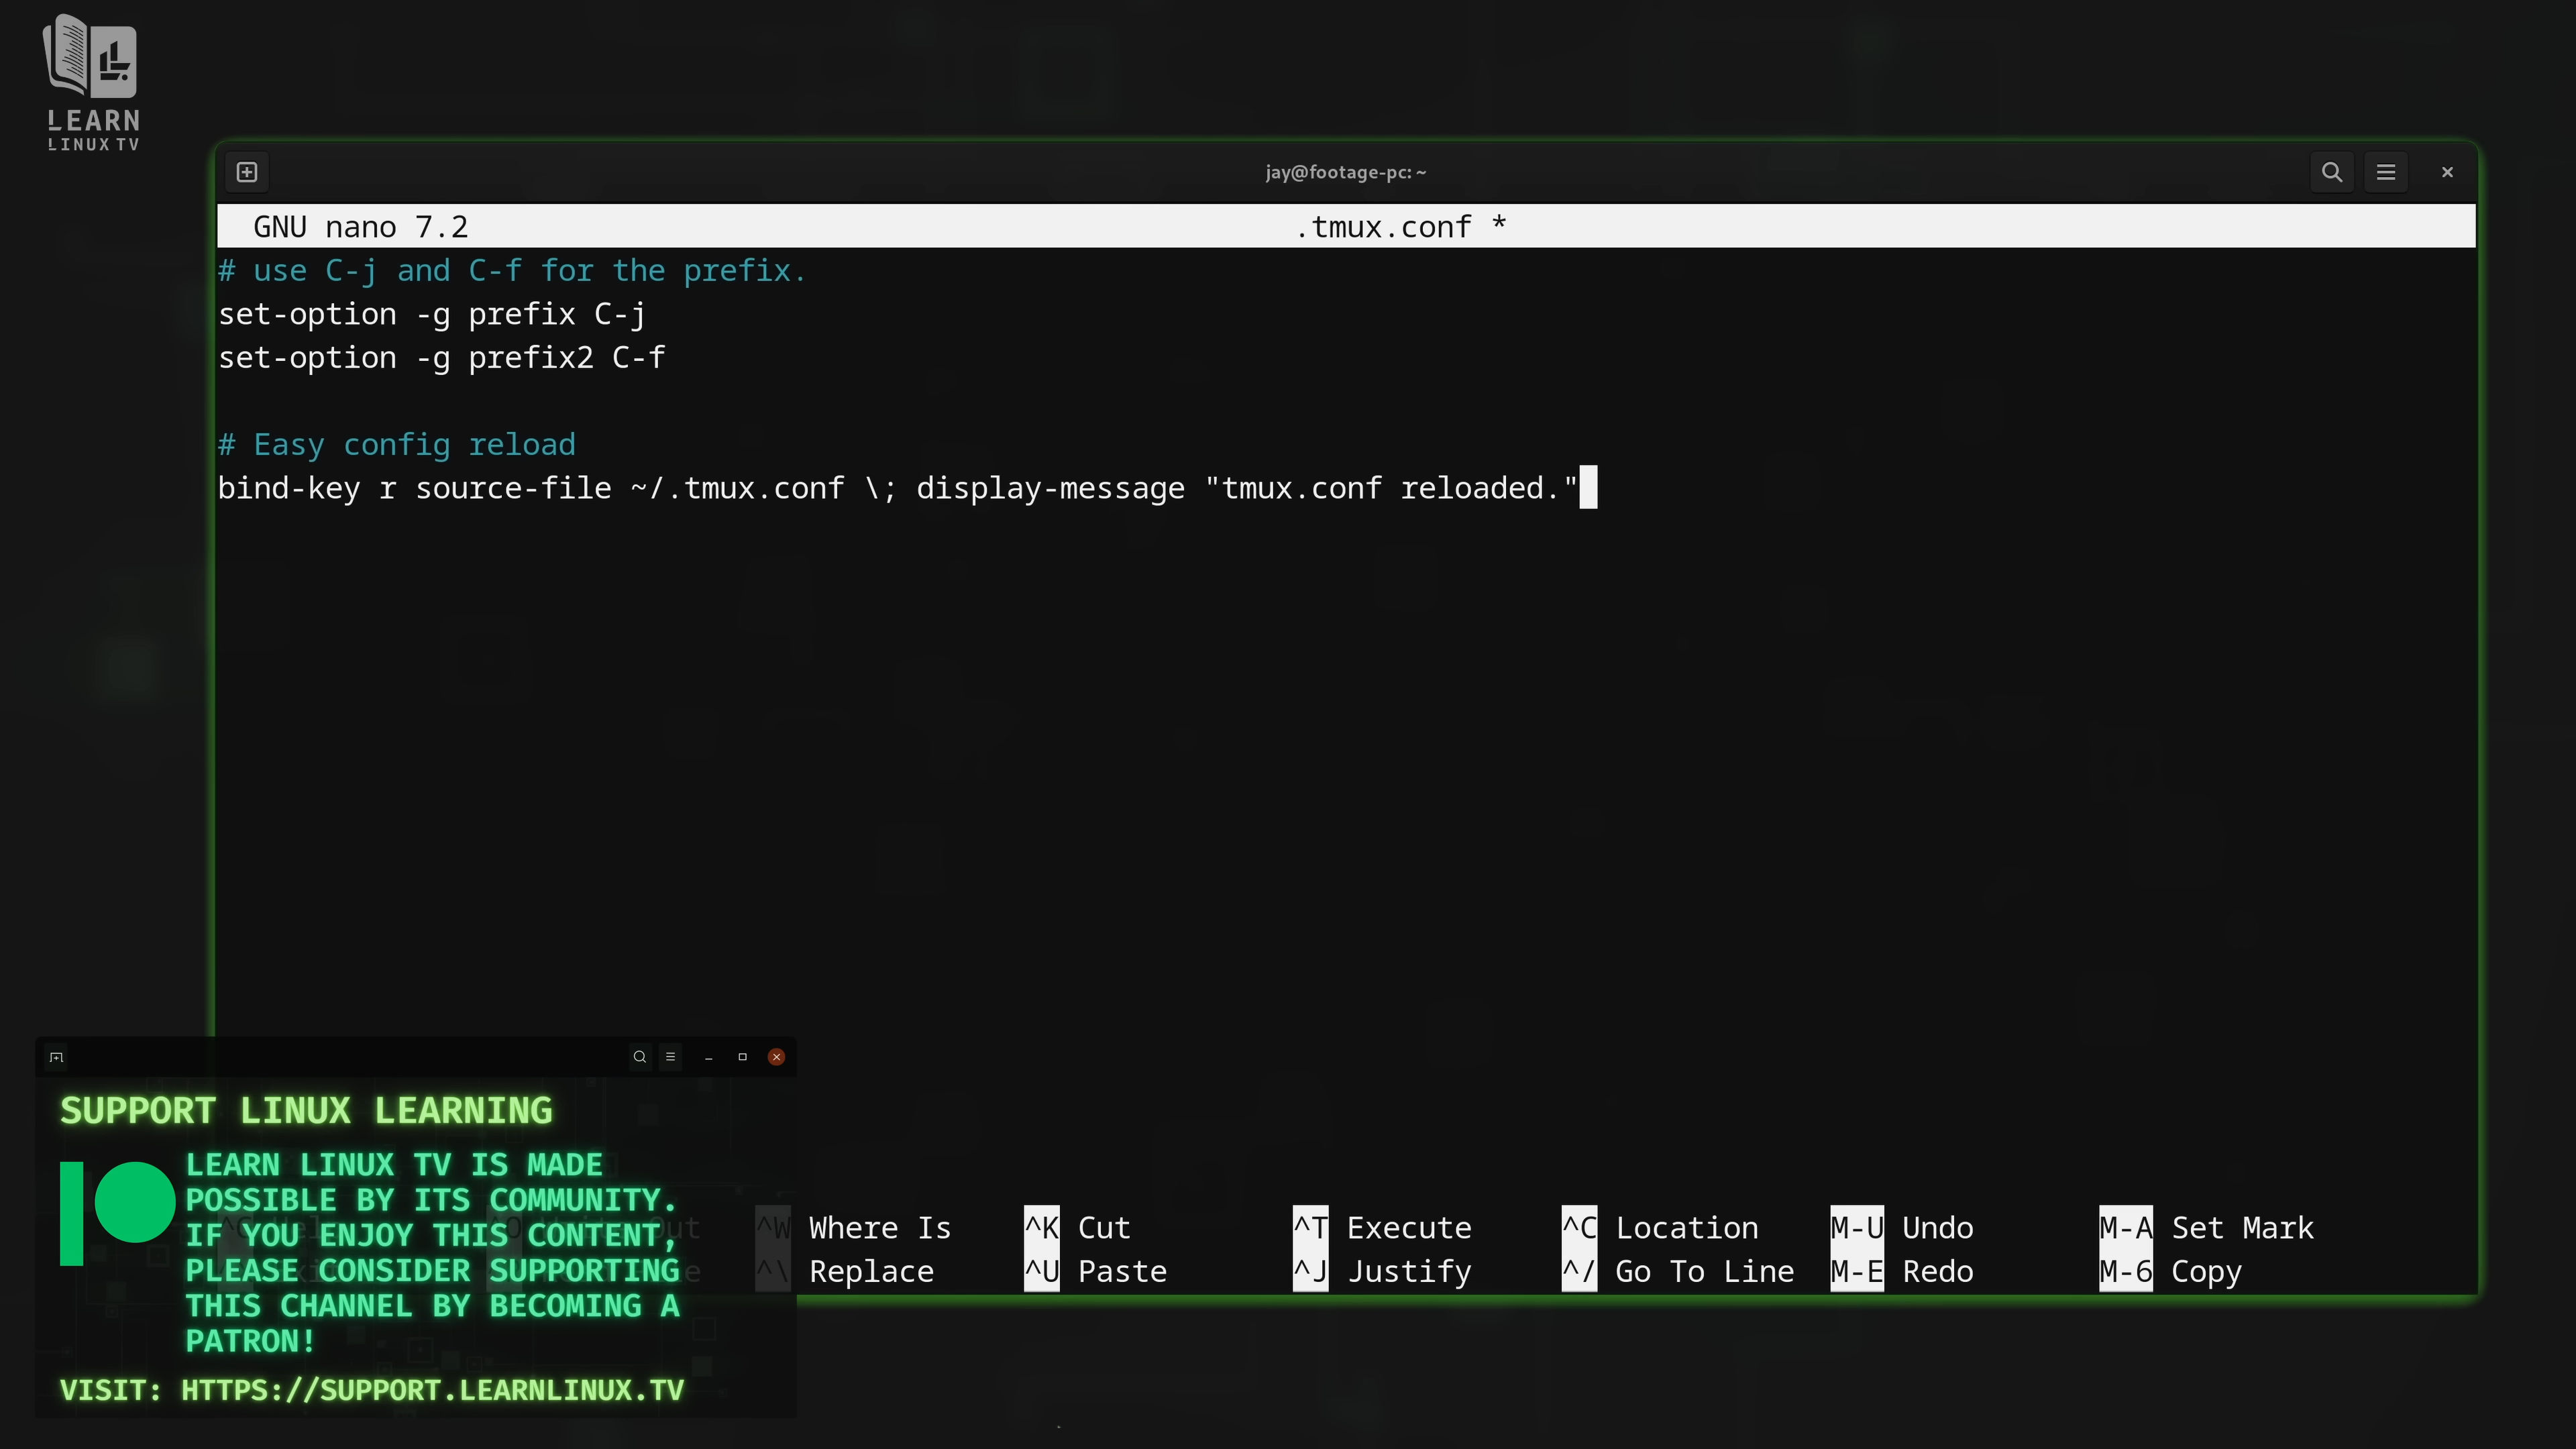 LEARN
LINUX TV
jay@footage-pc: ~
GNU nano 7.2 .tmux.conf *
# use C-j and C-f for the prefix.
set-option -g prefix C-j
set-option -g prefix2 C-f
# Easy config reload
bind-key r source-file ~/.tmux.conf \; display-message "tmux.conf reloaded."
^W Where Is ^K Cut ^T Execute ^C Location M-U Undo M-A Set Mark
^\ Replace ^U Paste ^J Justify ^/ Go To Line M-E Redo M-6 Copy
SUPPORT LINUX LEARNING
LEARN LINUX TV IS MADE
POSSIBLE BY ITS COMMUNITY.
IF YOU ENJOY THIS CONTENT,
PLEASE CONSIDER SUPPORTING
THIS CHANNEL BY BECOMING A
PATRON!
VISIT: HTTPS://SUPPORT.LEARNLINUX.TV